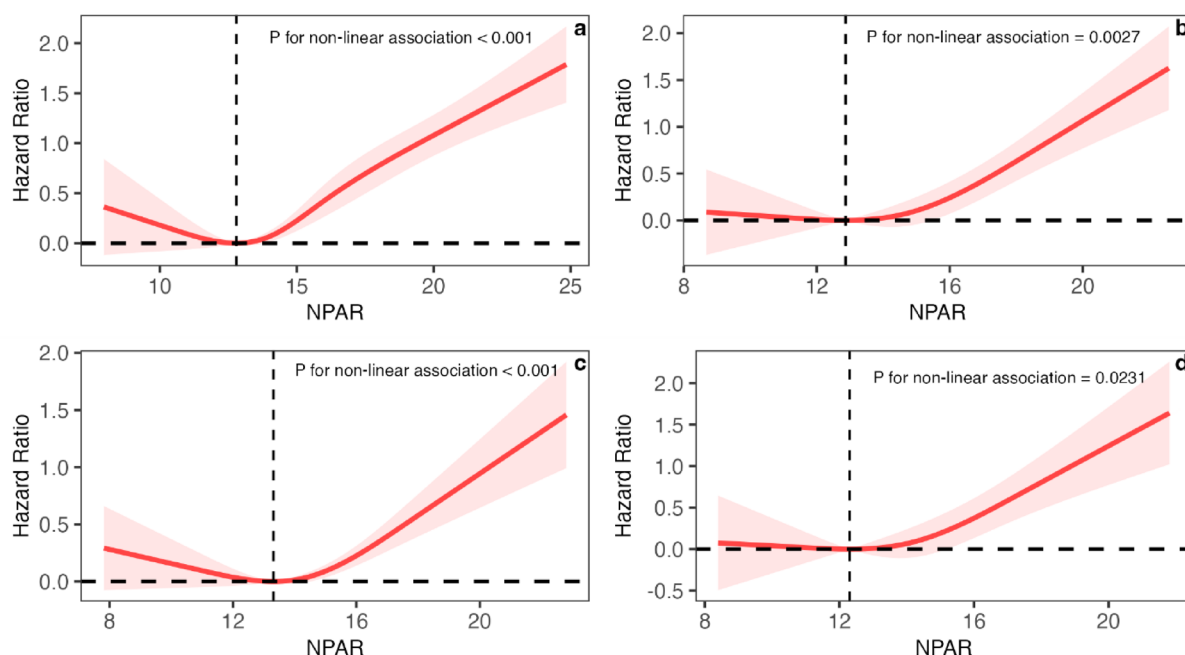 a
P for non-linear association < 0.001
Hazard Ratio
2.0
1.5
1.0
0.5
0.0
10 15 20 25
NPAR
b
P for non-linear association = 0.0027
Hazard Ratio
2.0
1.5
1.0
0.5
0.0
8 12 16 20
NPAR
c
P for non-linear association < 0.001
Hazard Ratio
2.0
1.5
1.0
0.5
0.0
8 12 16 20
NPAR
d
P for non-linear association = 0.0231
Hazard Ratio
2.0
1.5
1.0
0.5
0.0
-0.5
8 12 16 20
NPAR